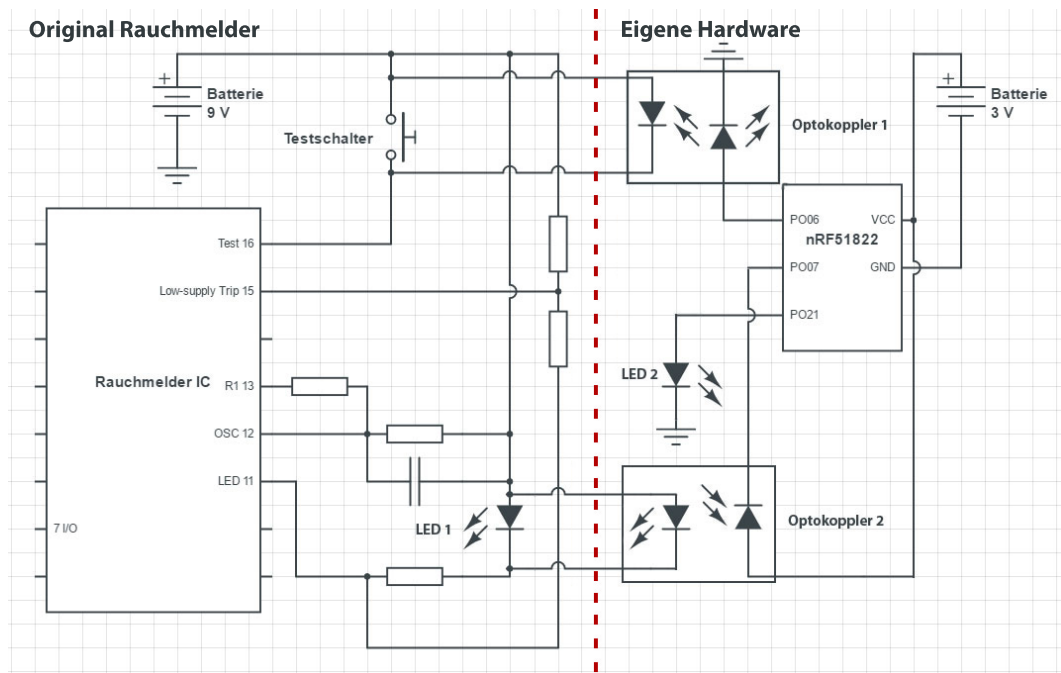 Original Rauchmelder
Eigene Hardware
+
Batterie
9 V
Testschalter
Optokoppler 1
+
Batterie
3 V
Test 16
Low-supply Trip 15
Rauchmelder IC
R1 13
OSC 12
LED 11
7 I/O
LED 1
PO06
VCC
nRF51822
PO07
GND
PO21
LED 2
Optokoppler 2